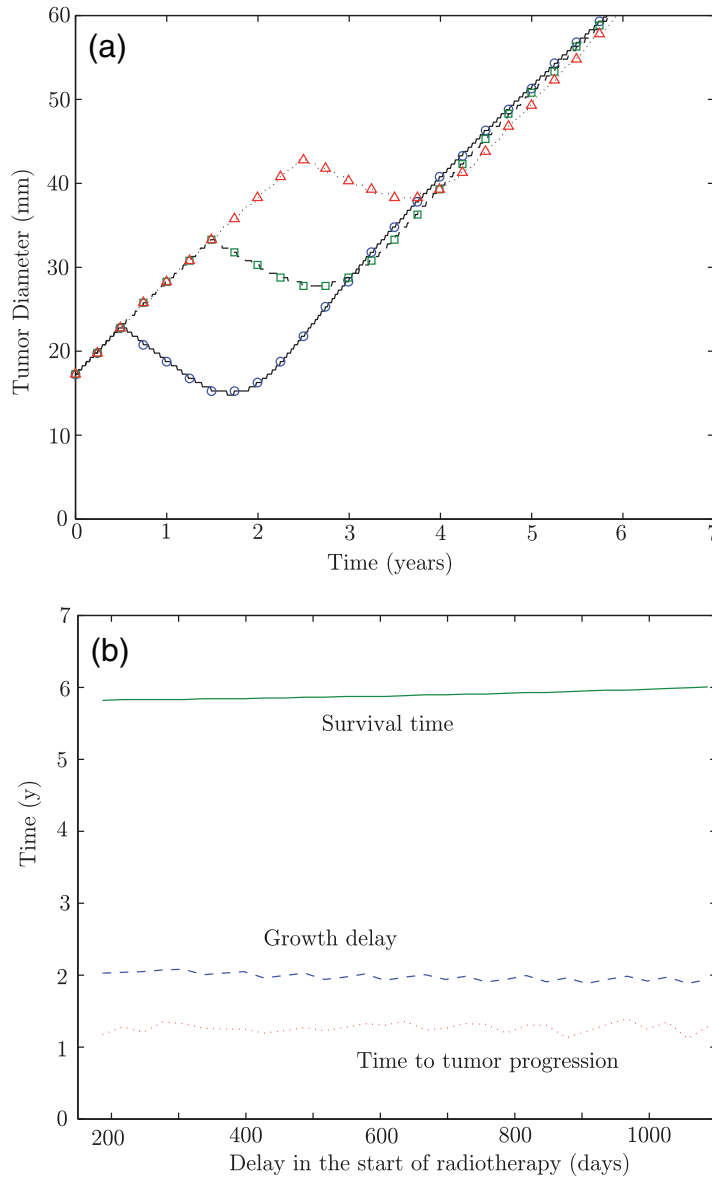 (a)
60
50
40
30
20
10
0
Tumor Diameter (mm)
0 1 2 3 4 5 6 7
Time (years)
(b)
7
6
5
4
3
2
1
0
Time (y)
Survival time
Growth delay
Time to tumor progression
200 400 600 800 1000
Delay in the start of radiotherapy (days)